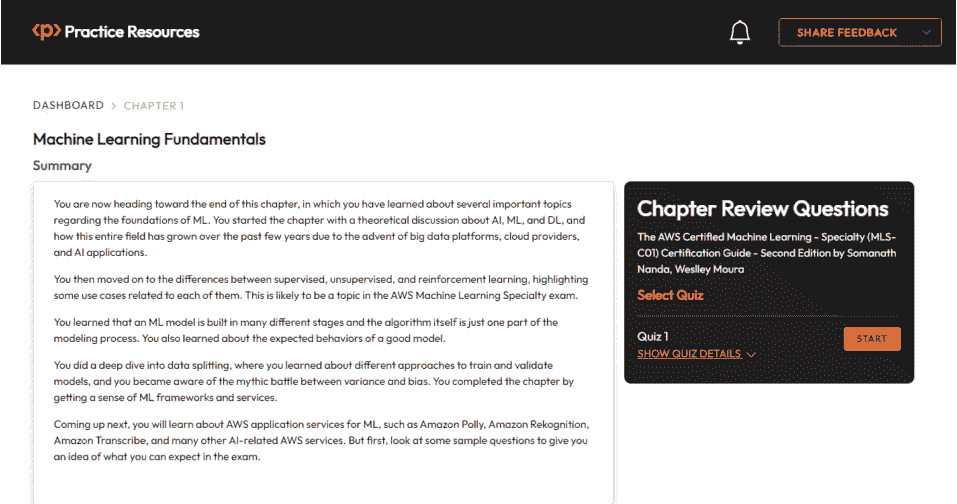 <p> Practice Resources
SHARE FEEDBACK
DASHBOARD > CHAPTER 1
Machine Learning Fundamentals
Summary
You are now heading toward the end of this chapter, in which you have learned about several important topics
regarding the foundations of ML. You started the chapter with a theoretical discussion about AI, ML, and DL, and
how this entire field has grown over the past few years due to the advent of big data platforms, cloud providers,
and AI applications.
You then moved on to the differences between supervised, unsupervised, and reinforcement learning, highlighting
some use cases related to each of them. This is likely to be a topic in the AWS Machine Learning Specialty exam.
You learned that an ML model is built in many different stages and the algorithm itself is just one part of the
modeling process. You also learned about the expected behaviors of a good model.
You did a deep dive into data splitting, where you learned about different approaches to train and validate
models, and you became aware of the mythic battle between variance and bias. You completed the chapter by
getting a sense of ML frameworks and services.
Coming up next, you will learn about AWS application services for ML, such as Amazon Polly, Amazon Rekognition,
Amazon Transcribe, and many other AI-related AWS services. But first, look at some sample questions to give you
an idea of what you can expect in the exam.
Chapter Review Questions
The AWS Certified Machine Learning - Specialty (MLS-
C01) Certification Guide - Second Edition by Somanath
Nanda, Weslley Moura
Select Quiz
Quiz 1
SHOW QUIZ DETAILS
START